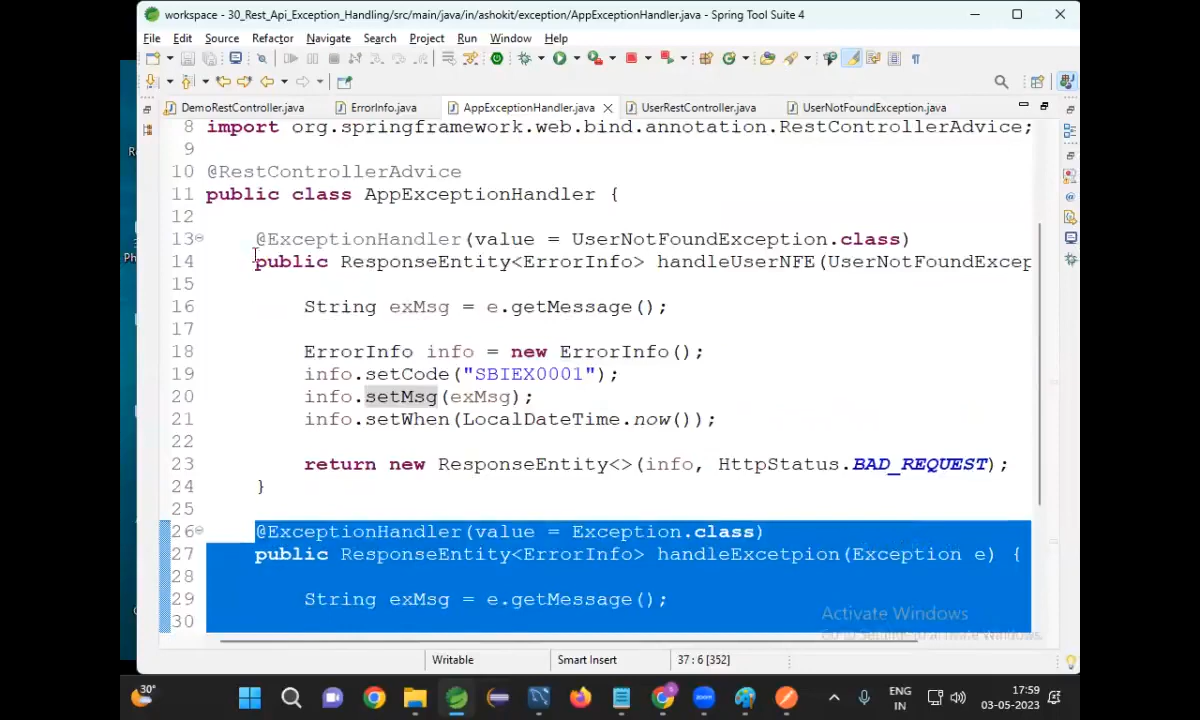 workspace - 30_Rest_Api_Exception_Handling/src/main/java/in/ashokit/exception/AppExceptionHandler.java - Spring Tool Suite 4
File Edit Source Refactor Navigate Search Project Run Window Help
DemoRestController.java ErrorInfo.java AppExceptionHandler.java UserRestController.java UserNotFoundException.java
8 import org.springframework.web.bind.annotation.RestControllerAdvice;
9
10 @RestControllerAdvice
11 public class AppExceptionHandler {
12
13 @ExceptionHandler(value = UserNotFoundException.class)
14 public ResponseEntity<ErrorInfo> handleUserNFE(UserNotFoundExcep
15
16 String exMsg = e.getMessage();
17
18 ErrorInfo info = new ErrorInfo();
19 info.setCode("SBIEX0001");
20 info.setMsg(exMsg);
21 info.setWhen(LocalDateTime.now());
22
23 return new ResponseEntity<>(info, HttpStatus.BAD_REQUEST);
24 }
25
26 @ExceptionHandler(value = Exception.class)
27 public ResponseEntity<ErrorInfo> handleExcetpion(Exception e) {
28
29 String exMsg = e.getMessage();
30
Activate Windows
Go to Settings to activate Windows.
Writable Smart Insert 37 : 6 [352]
30°
ENG
IN
17:59
03-05-2023